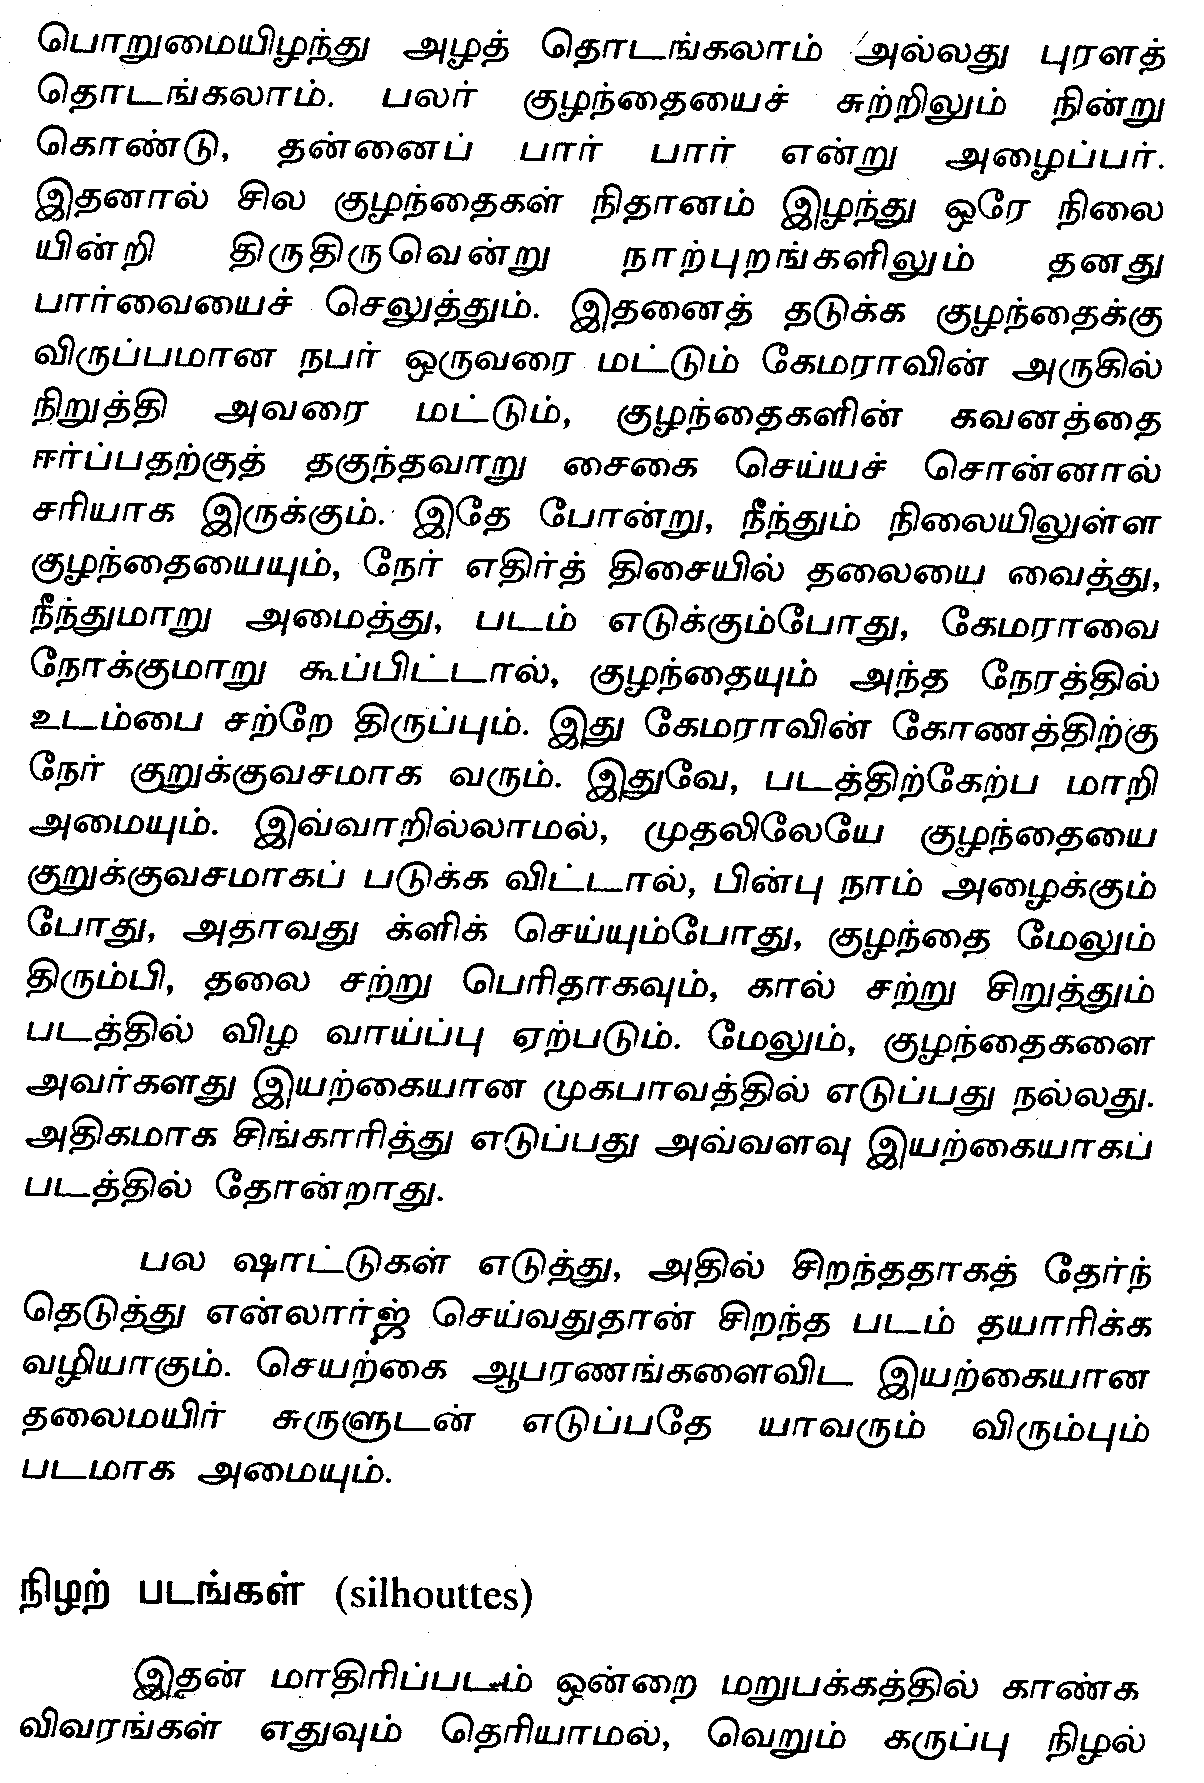 பொறுமையிழந்து அழத் தொடங்கலாம் அல்லது புரளத்
தொடங்கலாம். பலர் குழந்தையைச் சுற்றிலும் நின்று
கொண்டு, தன்னைப் பார் பார் என்று அழைப்பர்.
இதனால் சில குழந்தைகள் நிதானம் இழந்து ஒரே நிலை
யின்றி திருதிருவென்று நாற்புறங்களிலும் தனது
பார்வையைச் செலுத்தும். இதனைத் தடுக்க குழந்தைக்கு
விருப்பமான நபர் ஒருவரை மட்டும் கேமராவின் அருகில்
நிறுத்தி அவரை மட்டும், குழந்தைகளின் கவனத்தை
ஈர்ப்பதற்குத் தகுந்தவாறு சைகை செய்யச் சொன்னால்
சரியாக இருக்கும். இதே போன்று, நீந்தும் நிலையிலுள்ள
குழந்தையையும், நேர் எதிர்த் திசையில் தலையை வைத்து,
நீந்துமாறு அமைத்து, படம் எடுக்கும்போது, கேமராவை
நோக்குமாறு கூப்பிட்டால், குழந்தையும் அந்த நேரத்தில்
உடம்பை சற்றே திருப்பும். இது கேமராவின் கோணத்திற்கு
நேர் குறுக்குவசமாக வரும். இதுவே, படத்திற்கேற்ப மாறி
அமையும். இவ்வாறில்லாமல், முதலிலேயே குழந்தையை
குறுக்குவசமாகப் படுக்க விட்டால், பின்பு நாம் அழைக்கும்
போது, அதாவது க்ளிக் செய்யும்போது, குழந்தை மேலும்
திரும்பி, தலை சற்று பெரிதாகவும், கால் சற்று சிறுத்தும்
படத்தில் விழ வாய்ப்பு ஏற்படும். மேலும், குழந்தைகளை
அவர்களது இயற்கையான முகபாவத்தில் எடுப்பது நல்லது.
அதிகமாக சிங்காரித்து எடுப்பது அவ்வளவு இயற்கையாகப்
படத்தில் தோன்றாது.
பல ஷாட்டுகள் எடுத்து, அதில் சிறந்ததாகத் தேர்ந்
தெடுத்து என்லார்ஜ் செய்வதுதான் சிறந்த படம் தயாரிக்க
வழியாகும். செயற்கை ஆபரணங்களைவிட இயற்கையான
தலைமயிர் சுருளுடன் எடுப்பதே யாவரும் விரும்பும்
படமாக அமையும்.
நிழற் படங்கள் (silhouttes)
இதன் மாதிரிப்படம் ஒன்றை மறுபக்கத்தில் காண்க
விவரங்கள் எதுவும் தெரியாமல், வெறும் கருப்பு நிழல்